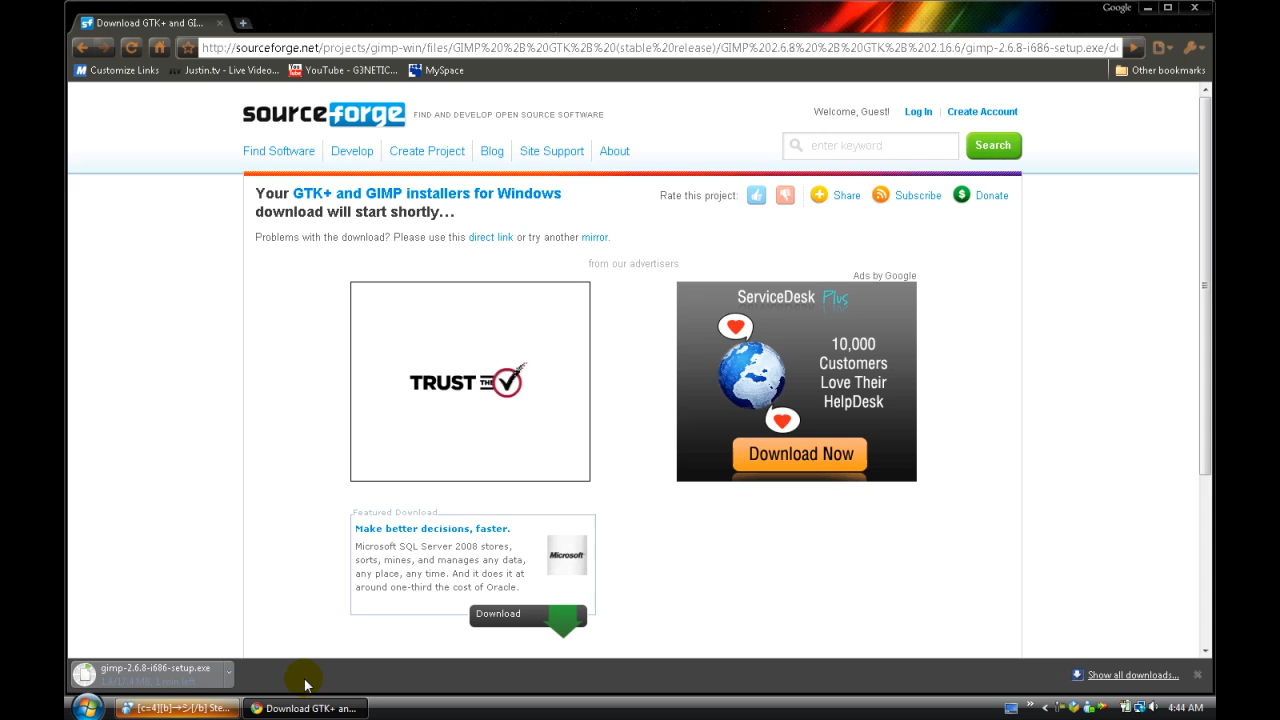 Google
Download GTK+ and GI...
http://sourceforge.net/projects/gimp-win/files/GIMP%20%2B%20GTK%2B%20(stable%20release)/GIMP%202.6.8%20%2B%20GTK%2B%202.16.6/gimp-2.6.8-i686-setup.exe/d
Customize Links Justin.tv - Live Video... YouTube - G3NETIC... MySpace Other bookmarks
sourceforge FIND AND DEVELOP OPEN SOURCE SOFTWARE
Welcome, Guest! Log In Create Account
Find Software Develop Create Project Blog Site Support About
enter keyword Search
Your GTK+ and GIMP installers for Windows
download will start shortly...
Rate this project: Share Subscribe Donate
Problems with the download? Please use this direct link or try another mirror.
from our advertisers
Ads by Google
TRUST THE
ServiceDesk Plus
10,000
Customers
Love Their
HelpDesk
Download Now
Featured Download
Make better decisions, faster.
Microsoft SQL Server 2008 stores,
sorts, mines, and manages any data,
any place, any time. And it does it at
around one-third the cost of Oracle.
Microsoft
Download
gimp-2.6.8-i686-setup.exe
MB, 1 min left
Show all downloads...
[c=4][b]→シ[/b] Ste... Download GTK+ an... 4:44 AM